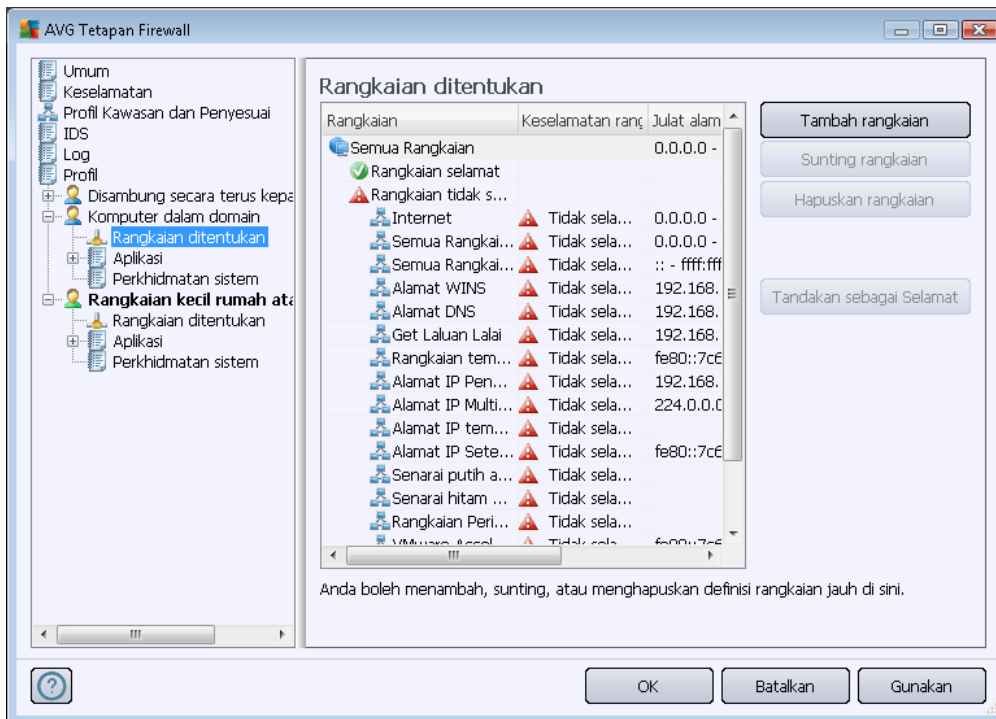 AVG Tetapan Firewall
Umum
Keselamatan
Profil Kawasan dan Penyesuai
IDS
Log
Profil
Disambung secara terus kepa
Komputer dalam domain
Rangkaian ditentukan
Aplikasi
Perkhidmatan sistem
Rangkaian kecil rumah ata
Rangkaian ditentukan
Aplikasi
Perkhidmatan sistem
Rangkaian ditentukan
Rangkaian Keselamatan rang Julat alam
Semua Rangkaian 0.0.0.0 -
Rangkaian selamat
Rangkaian tidak s...
Internet Tidak sela... 0.0.0.0 -
Semua Rangkai... Tidak sela... 0.0.0.0 -
Semua Rangkai... Tidak sela... :: - ffff:fff
Alamat WINS Tidak sela... 192.168.
Alamat DNS Tidak sela... 192.168.
Get Laluan Lalai Tidak sela... 192.168.
Rangkaian tem... Tidak sela... fe80::7c6
Alamat IP Pen... Tidak sela... 192.168.
Alamat IP Multi... Tidak sela... 224.0.0.0
Alamat IP tem... Tidak sela...
Alamat IP Sete... Tidak sela... fe80::7c6
Senarai putih a... Tidak sela...
Senarai hitam ... Tidak sela...
Rangkaian Peri... Tidak sela...
VMware Accel Tidak sela... fe80::7c6
Tambah rangkaian
Sunting rangkaian
Hapuskan rangkaian
Tandakan sebagai Selamat
Anda boleh menambah, sunting, atau menghapuskan definisi rangkaian jauh di sini.
OK
Batalkan
Gunakan